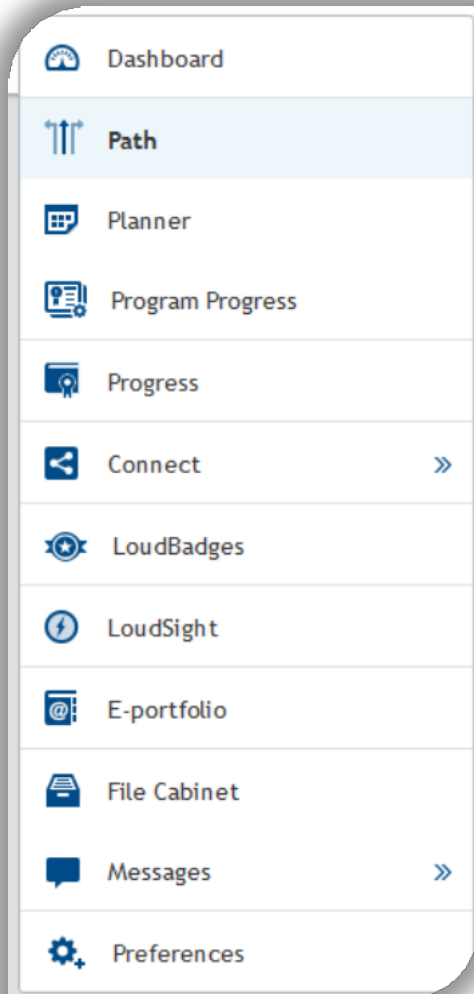 Dashboard
Path
Planner
Program Progress
Progress
Connect
LoudBadges
LoudSight
E-portfolio
File Cabinet
Messages
Preferences